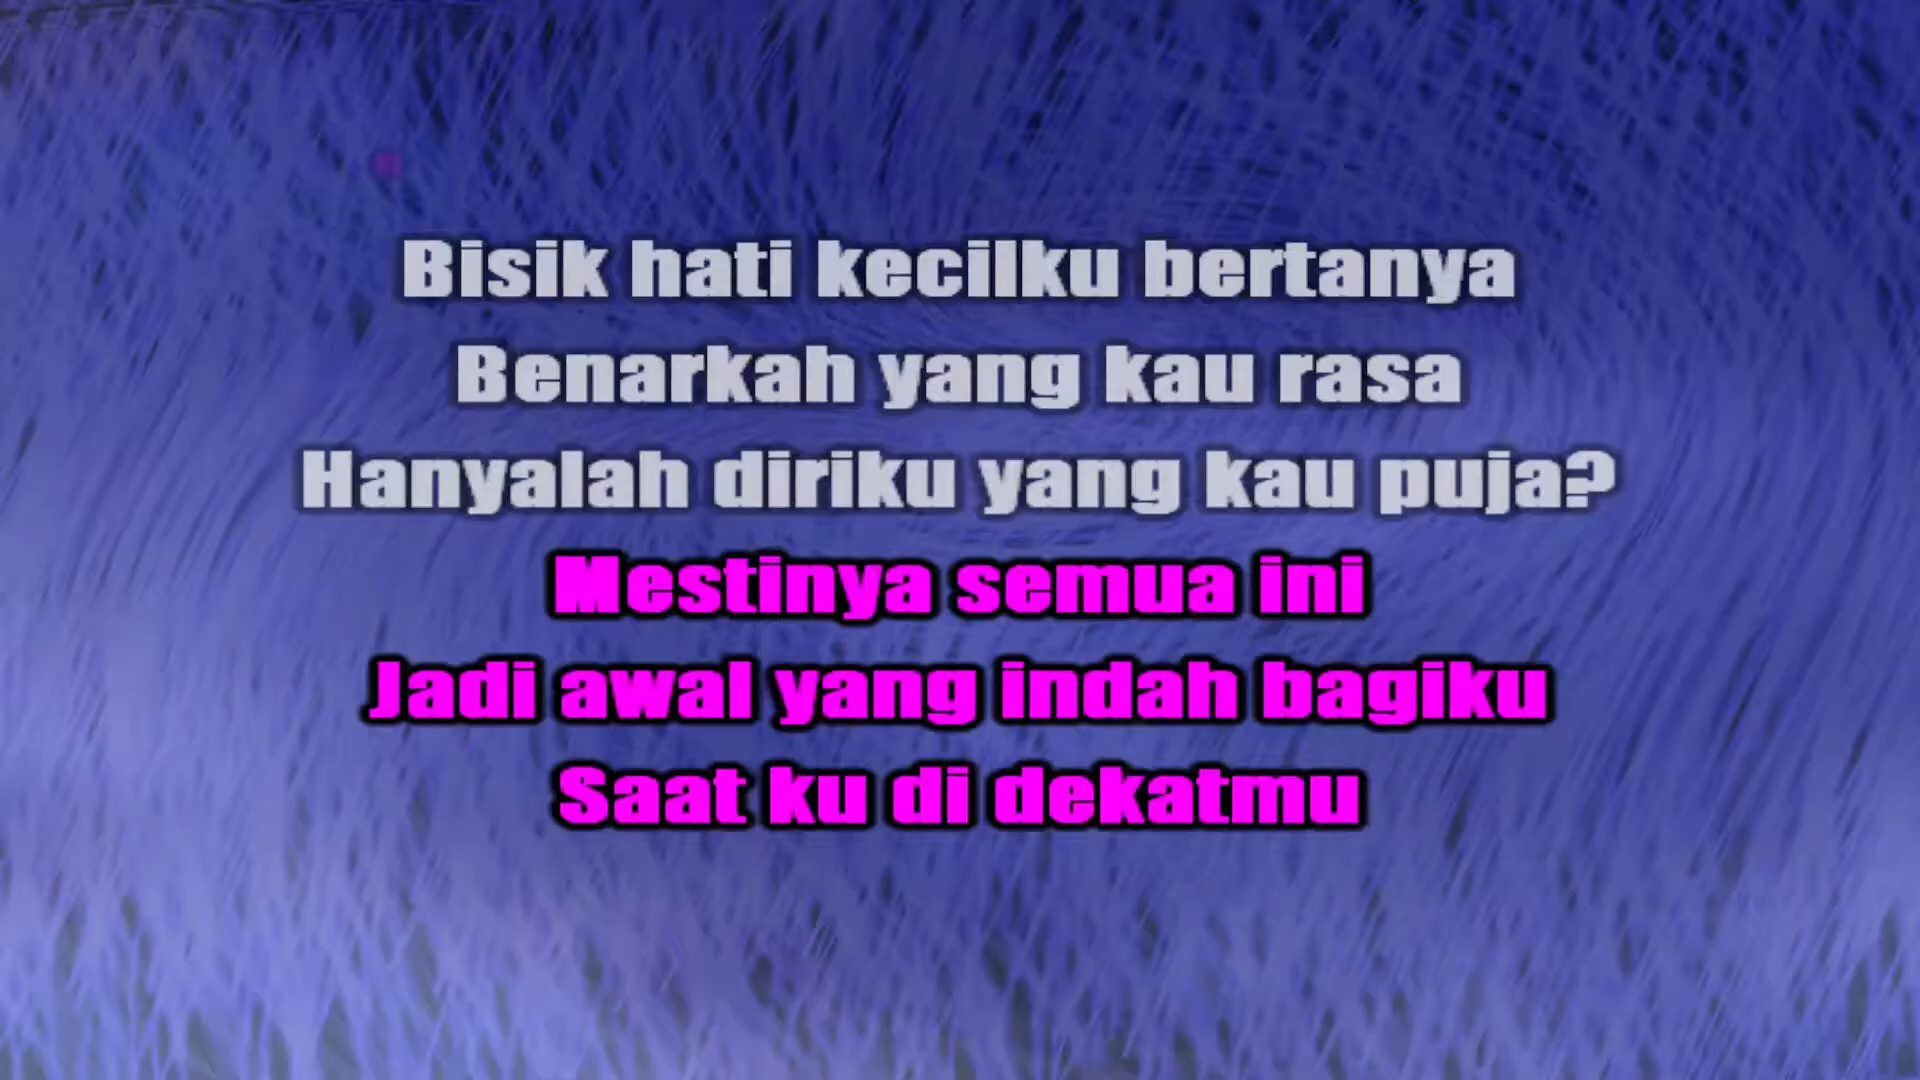 Bisik hati kecilku bertanya
Benarkah yang kau rasa
Hanyalah diriku yang kau puja?
Mestinya semua ini
Jadi awal yang indah bagiku
Saat ku di dekatmu